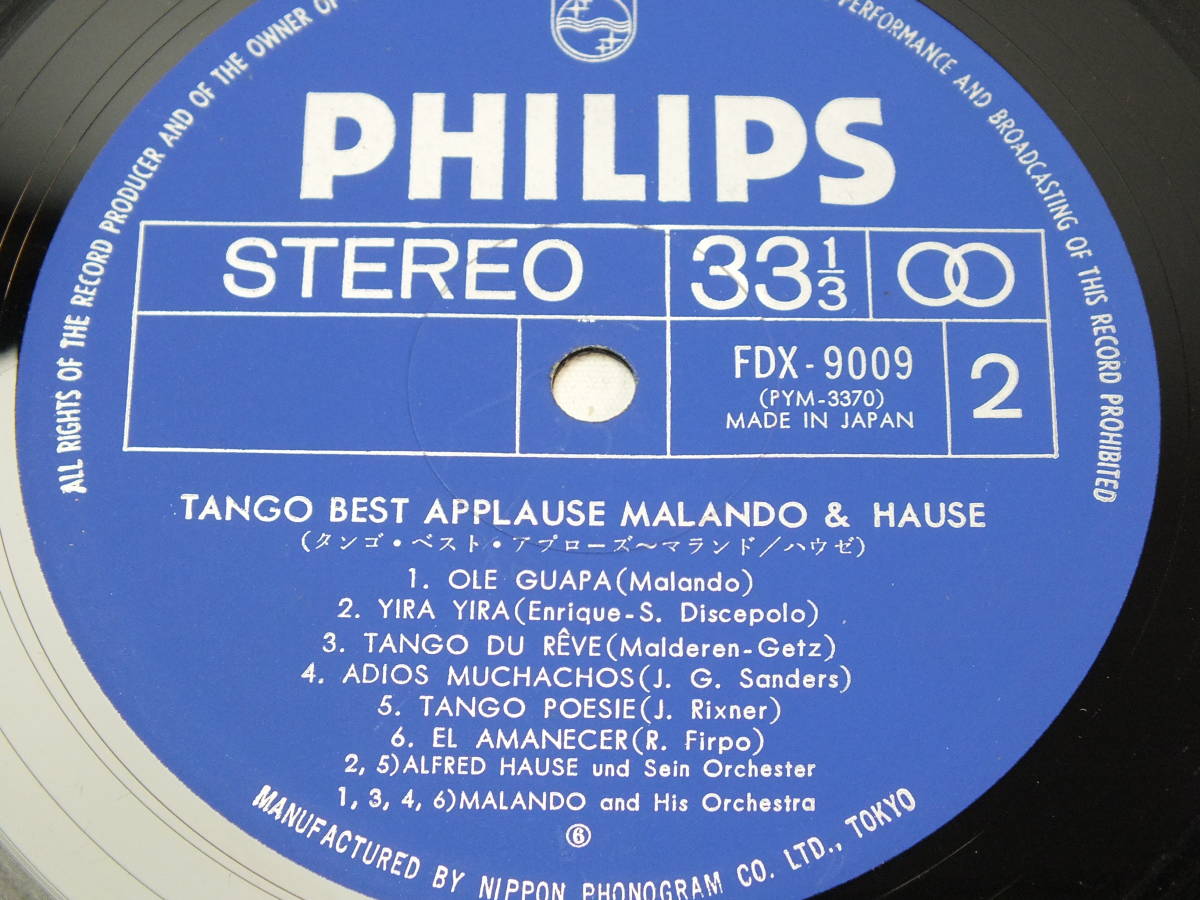 ALL RIGHTS OF THE RECORD PRODUCER AND OF THE OWNER OF
PERFORMANCE AND BROADCASTING OF THIS RECORD PROHIBITED
PHILIPS
STEREO
33 1/3
FDX-9009
(PYM-3370)
MADE IN JAPAN
2
TANGO BEST APPLAUSE MALANDO & HAUSE
(タンゴ・ベスト・アプローズ〜マランド/ハウゼ)
1. OLE GUAPA(Malando)
2. YIRA YIRA(Enrique-S. Discepolo)
3. TANGO DU RÊVE(Malderen-Getz)
4. ADIOS MUCHACHOS(J. G. Sanders)
5. TANGO POESIE(J. Rixner)
6. EL AMANECER(R. Firpo)
2, 5)ALFRED HAUSE und Sein Orchester
1, 3, 4, 6)MALANDO and His Orchestra
⑥
MANUFACTURED BY NIPPON PHONOGRAM CO. LTD., TOKYO